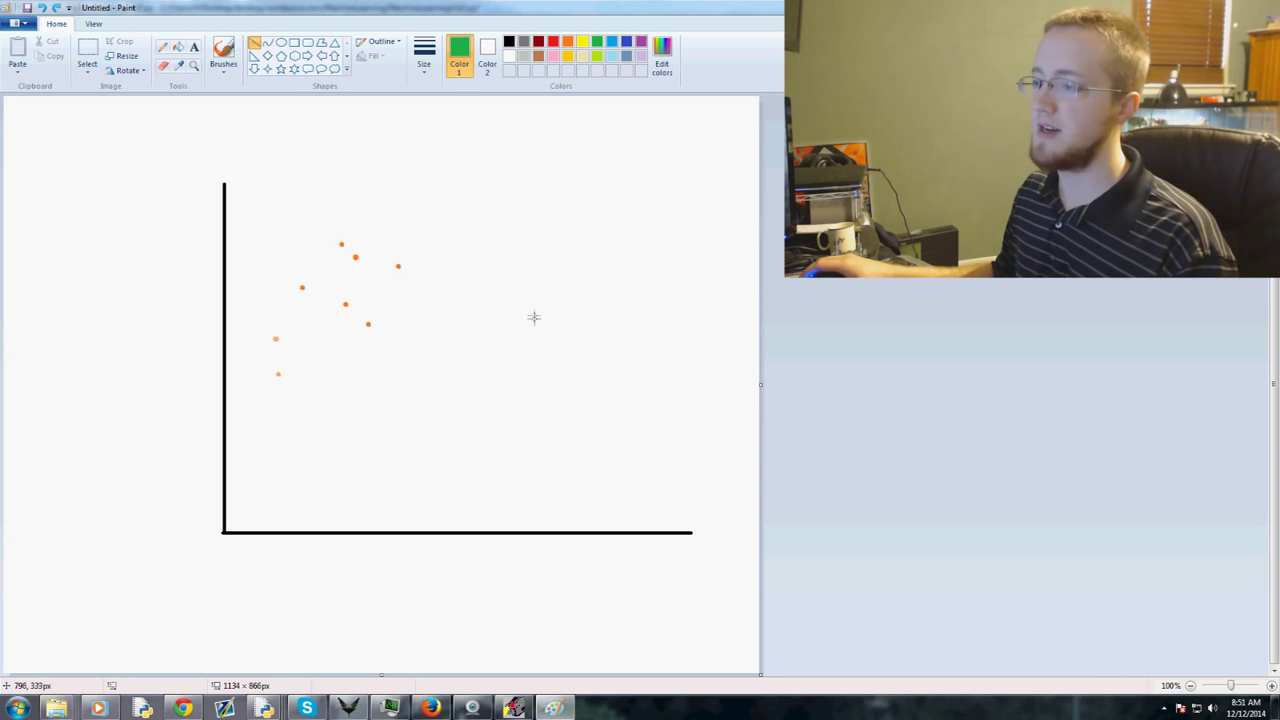 Untitled - Paint
Home View
Paste
Cut
Copy
Clipboard
Select
Crop
Resize
Rotate
Image
Tools
Brushes
Shapes
Outline
Fill
Size
Color 1
Color 2
Edit colors
Colors
796, 339px
1134 × 866px
100%
8:51 AM
12/12/2014